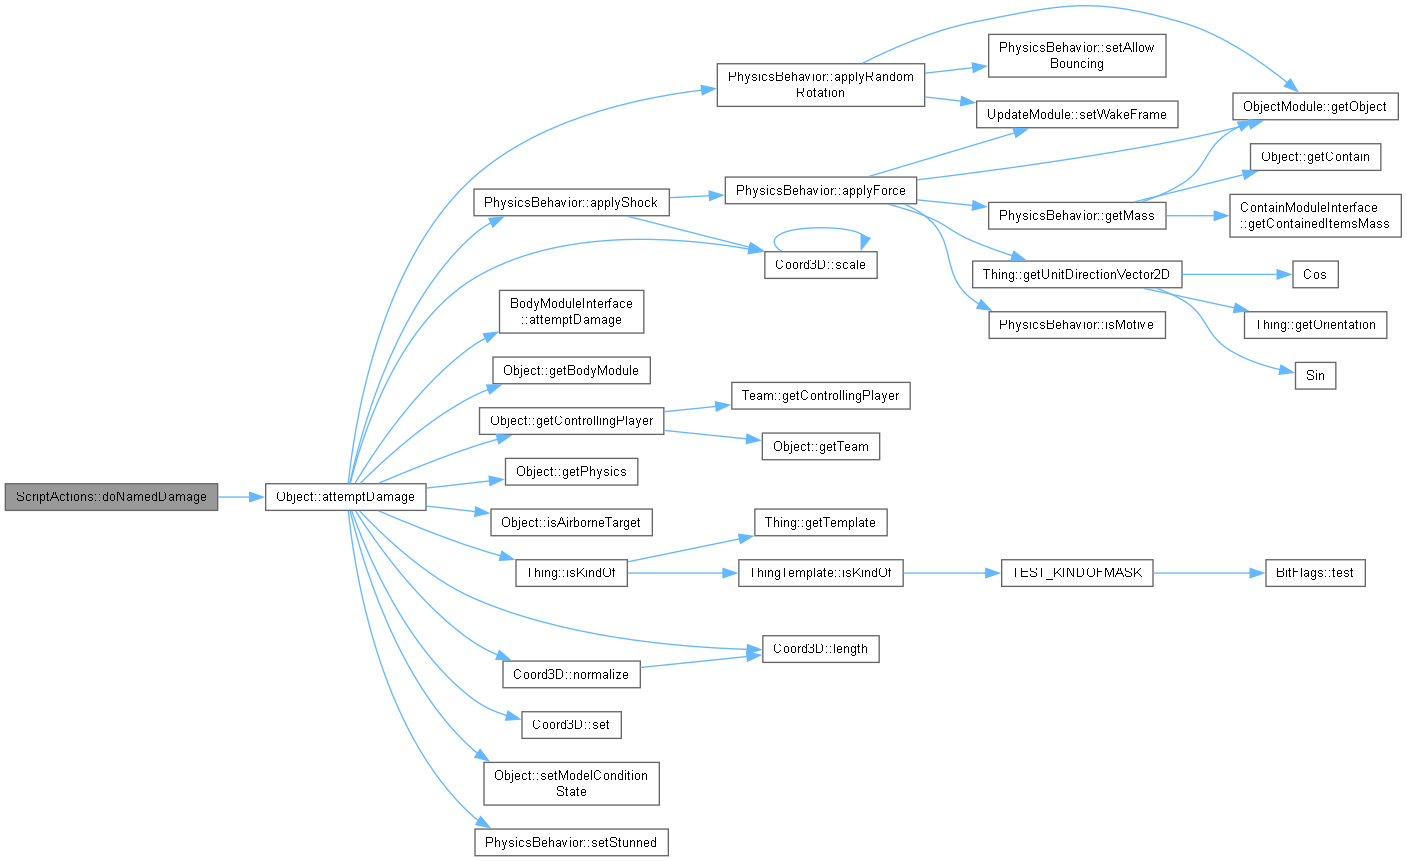 PhysicsBehavior::setAllow
Bouncing
PhysicsBehavior::applyRandom
Rotation
ObjectModule::getObject
UpdateModule::setWakeFrame
Object::getContain
PhysicsBehavior::applyForce
PhysicsBehavior::applyShock
PhysicsBehavior::getMass
ContainModuleInterface
::getContainedItemsMass
Coord3D::scale
Thing::getUnitDirectionVector2D
Cos
BodyModuleInterface
::attemptDamage
PhysicsBehavior::isMotive
Thing::getOrientation
Object::getBodyModule
Sin
Team::getControllingPlayer
Object::getControllingPlayer
Object::getTeam
Object::getPhysics
ScriptActions::doNamedDamage
Object::attemptDamage
Object::isAirborneTarget
Thing::getTemplate
Thing::isKindOf
ThingTemplate::isKindOf
TEST_KINDOFMASK
BitFlags::test
Coord3D::length
Coord3D::normalize
Coord3D::set
Object::setModelCondition
State
PhysicsBehavior::setStunned